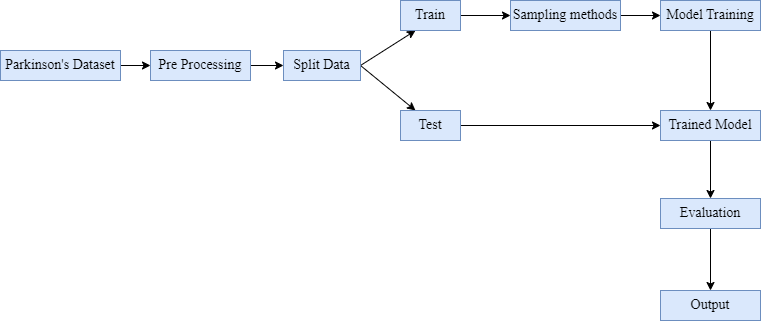 Train
Sampling methods
Model Training
Parkinson's Dataset
Pre Processing
Split Data
Test
Trained Model
Evaluation
Output